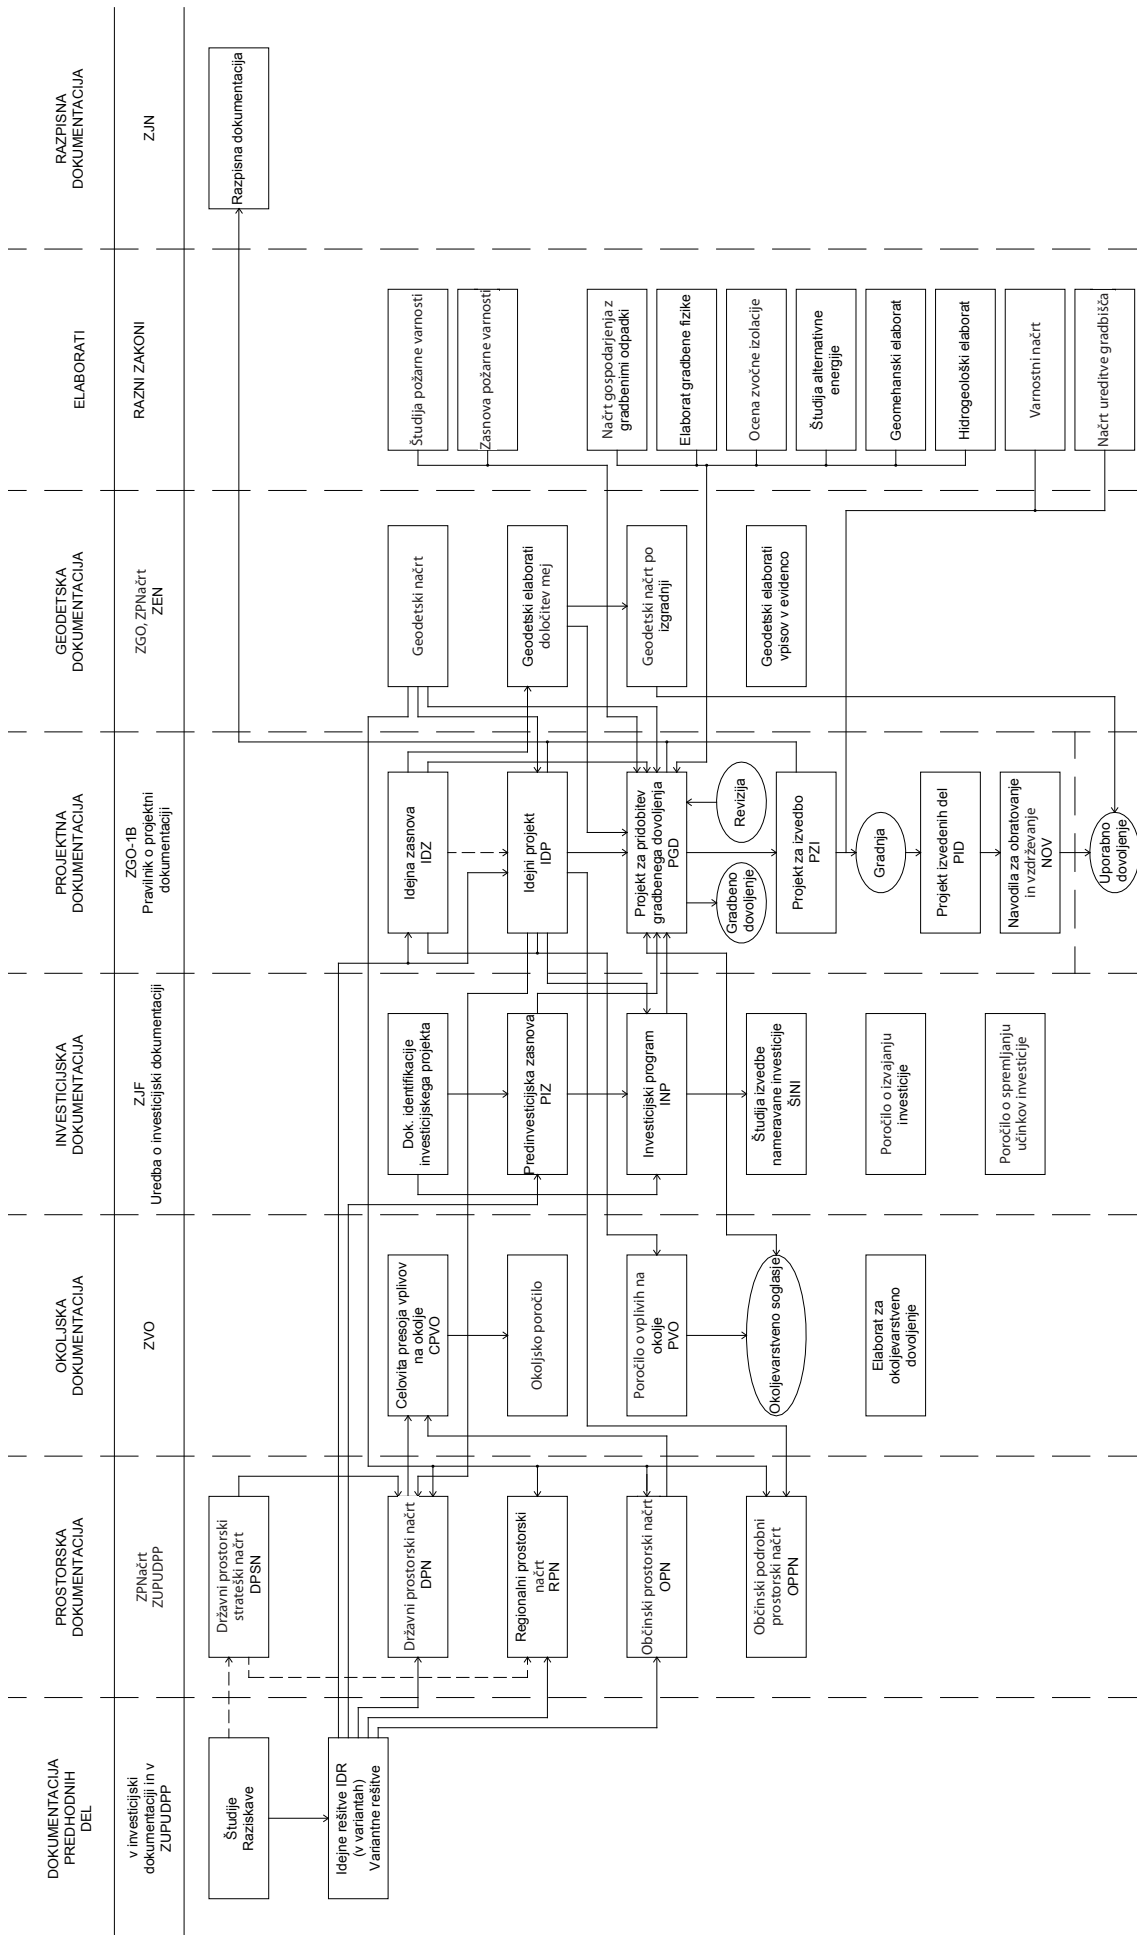 DOKUMENTACIJA
PREDHODNIH
DEL
v investicijski
dokumentaciji in v
ZUPUDPP
Študije
Raziskave
Idejne rešitve IDR
(v variantah)
Variantne rešitve
PROSTORSKA
DOKUMENTACIJA
ZPNačrt
ZUPUDPP
Državni prostorski
strateški načrt
DPSN
Državni prostorski načrt
DPN
Regionalni prostorski
načrt
RPN
Občinski prostorski načrt
OPN
Občinski podrobni
prostorski načrt
OPPN
OKOLJSKA
DOKUMENTACIJA
ZVO
Celovita presoja vplivov
na okolje
CPVO
Okoljsko poročilo
Poročilo o vplivih na
okolje
PVO
Okoljevarstveno soglasje
Elaborat za
okoljevarstveno
dovoljenje
INVESTICIJSKA
DOKUMENTACIJA
ZJF
Uredba o investicijski dokumentaciji
Dok. identifikacije
investicijskega projekta
Predinvesticijska zasnova
PIZ
Investicijski program
INP
Študija izvedbe
nameravane investicije
ŠINI
Poročilo o izvajanju
investicije
Poročilo o spremljanju
učinkov investicije
PROJEKTNA
DOKUMENTACIJA
ZGO-1B
Pravilnik o projektni
dokumentaciji
Idejna zasnova
IDZ
Idejni projekt
IDP
Projekt za pridobitev
gradbenega dovoljenja
PGD
Gradbeno
dovoljenje
Revizija
Projekt za izvedbo
PZI
Gradnja
Projekt izvedenih del
PID
Navodila za obratovanje
in vzdrževanje
NOV
Uporabno
dovoljenje
GEODETSKA
DOKUMENTACIJA
ZGO, ZPNačrt
ZEN
Geodetski načrt
Geodetski elaborati
določitev mej
Geodetski načrt po
izgradnji
Geodetski elaborati
vpisov v evidenco
ELABORATI
RAZNI ZAKONI
Študija požarne varnosti
Zasnova požarne varnosti
Načrt gospodarjenja z
gradbenimi odpadki
Elaborat gradbene fizike
Ocena zvočne izolacije
Študija alternativne
energije
Geomehanski elaborat
Hidrogeološki elaborat
Varnostni načrt
Načrt ureditve gradbišča
RAZPISNA
DOKUMENTACIJA
ZJN
Razpisna dokumentacija